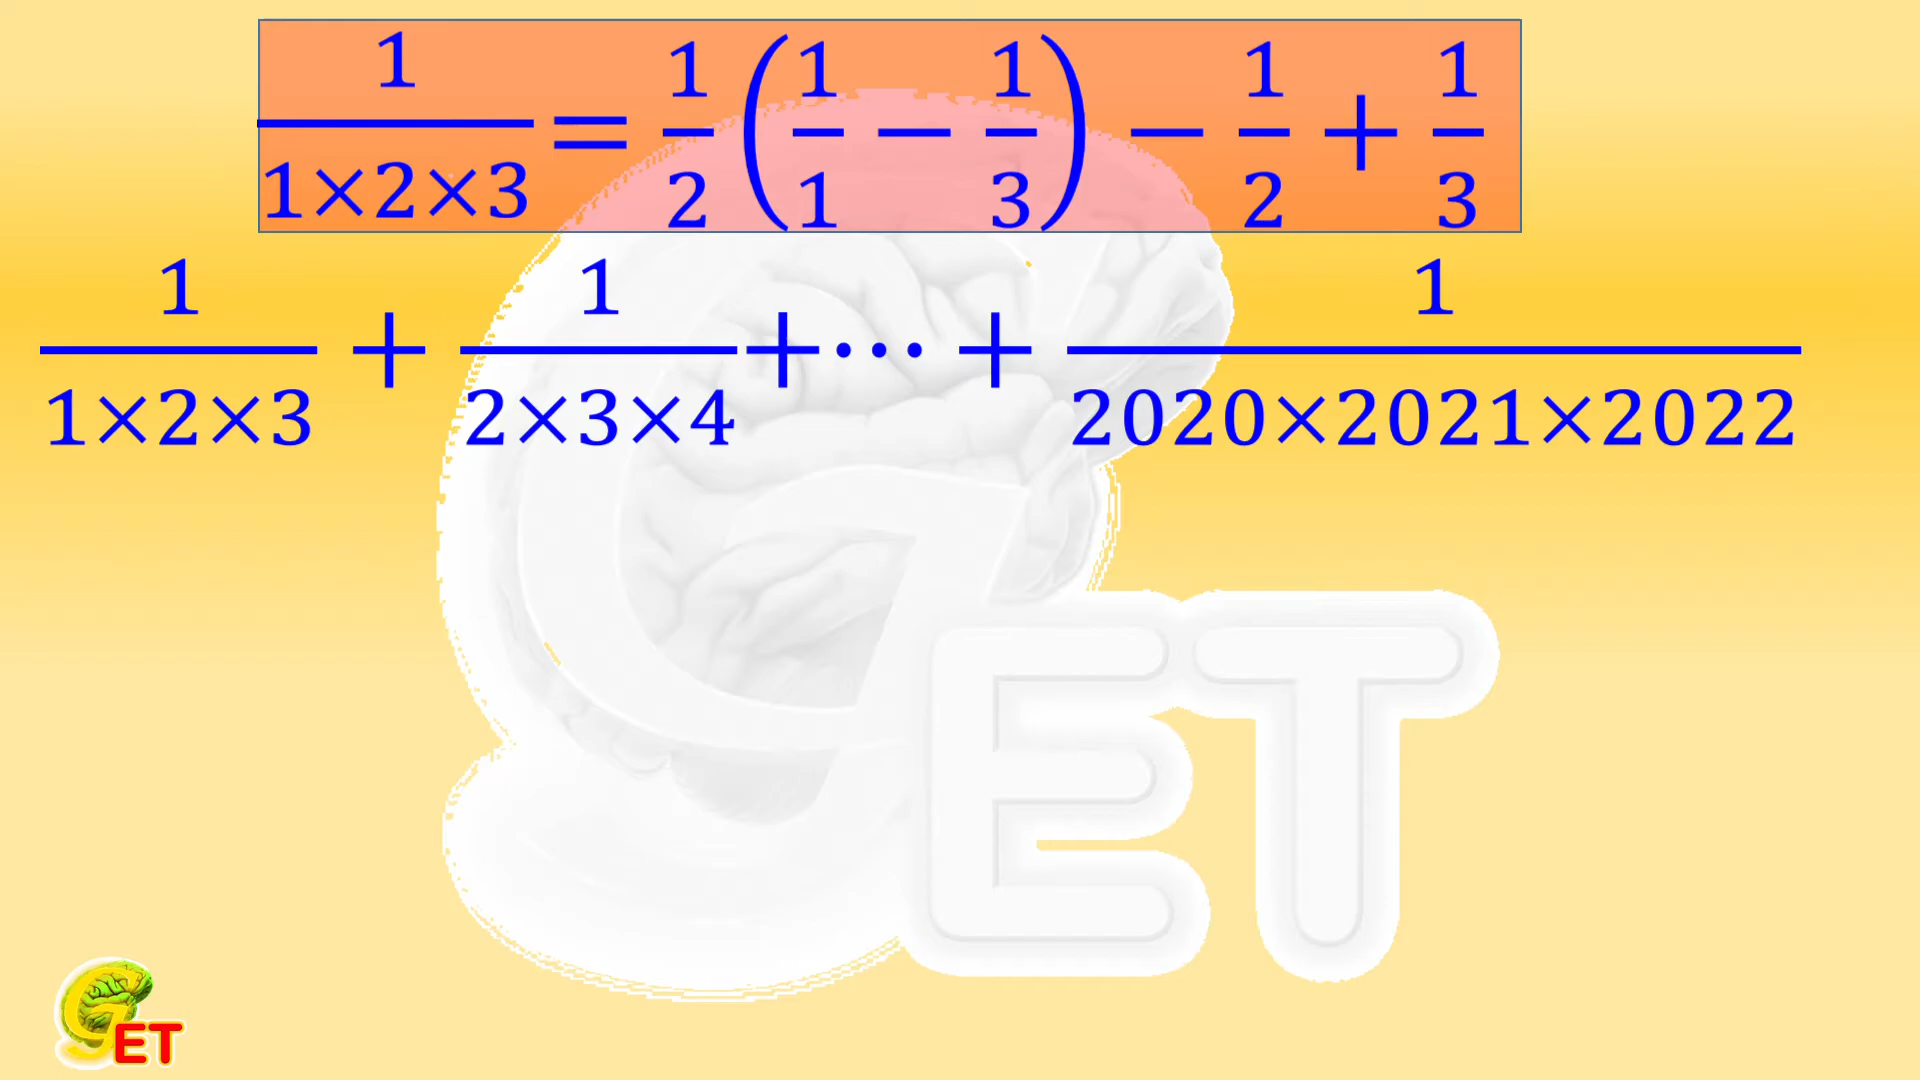 1/(1×2×3) = 1/2 (1/1 − 1/3) − 1/2 + 1/3
1/(1×2×3) + 1/(2×3×4) +⋯ + 1/(2020×2021×2022)
GET
GET